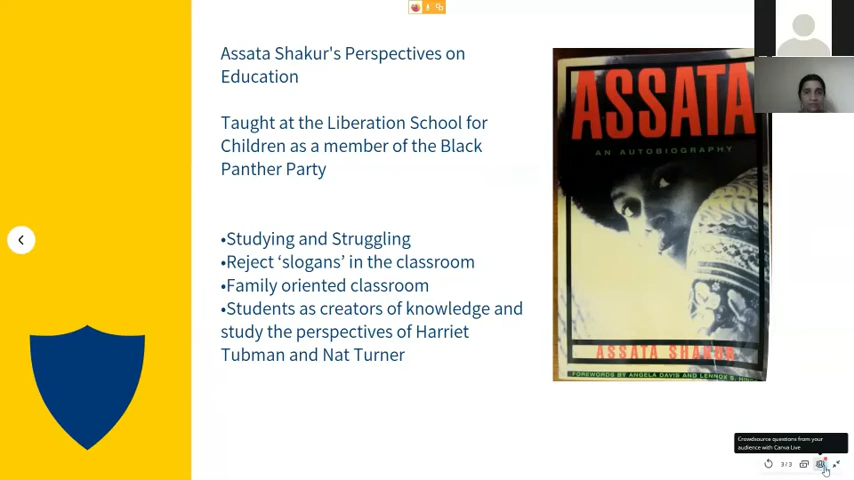 Assata Shakur's Perspectives on
Education
Taught at the Liberation School for
Children as a member of the Black
Panther Party
•Studying and Struggling
•Reject ‘slogans’ in the classroom
•Family oriented classroom
•Students as creators of knowledge and
study the perspectives of Harriet
Tubman and Nat Turner
ASSATA
AN AUTOBIOGRAPHY
ASSATA SHAKUR
FOREWORDS BY ANGELA DAVIS AND LENNOX S.
Crowdsource questions from your
audience with Canva Live
3/3